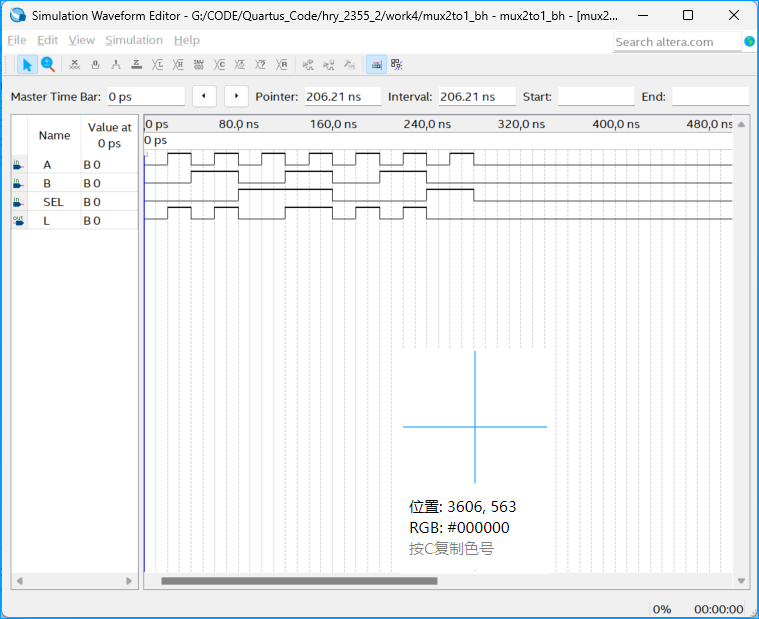 Simulation Waveform Editor - G:/CODE/Quartus_Code/hry_2355_2/work4/mux2to1_bh - mux2to1_bh - [mux2...
File Edit View Simulation Help
Search altera.com
Master Time Bar: 0 ps Pointer: 206.21 ns Interval: 206.21 ns Start: End:
Name Value at 0 ps
0 ps 80.0 ns 160.0 ns 240.0 ns 320.0 ns 400.0 ns 480.0 ns
0 ps
in A B 0
in B B 0
in SEL B 0
out L B 0
位置: 3606, 563
RGB: #000000
按C复制色号
0% 00:00:00